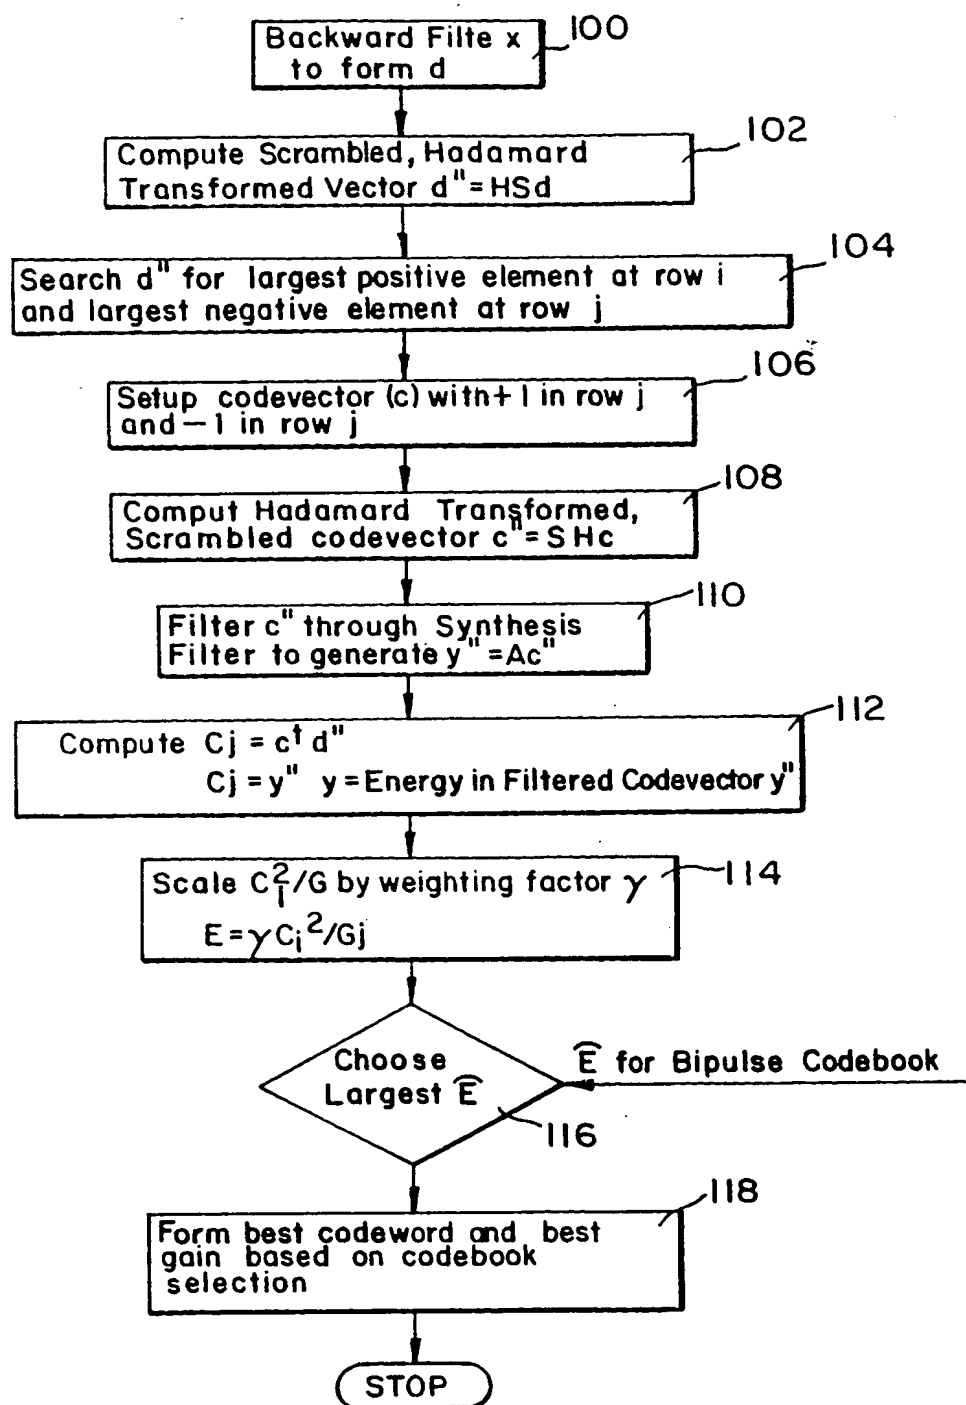 Backward Filte x
to form d
100
Compute Scrambled, Hadamard
Transformed Vector d"=HSd
102
Search d" for largest positive element at row i
and largest negative element at row j
104
Setup codevector (c) with+1 in row j
and—1 in row j
106
Comput Hadamard Transformed,
Scrambled codevector c"=SHc
108
Filter c" through Synthesis
Filter to generate y"=Ac"
110
Compute Cj = c† d"
Cj = y" y = Energy in Filtered Codevector y"
112
Scale C²i/G by weighting factor γ
E=γCi²/Gj
114
Choose
Largest Ê
116
Ê for Bipulse Codebook
Form best codeword and best
gain based on codebook
selection
118
STOP